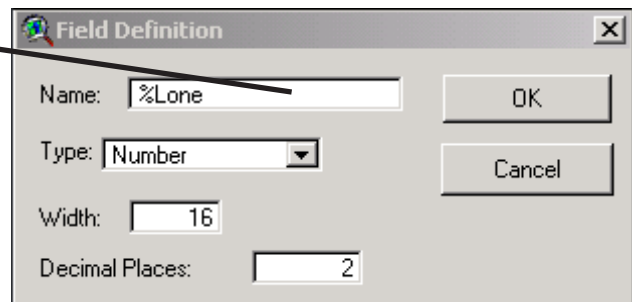 Field Definition
Name: %Lone OK
Type: Number Cancel
Width: 16
Decimal Places: 2